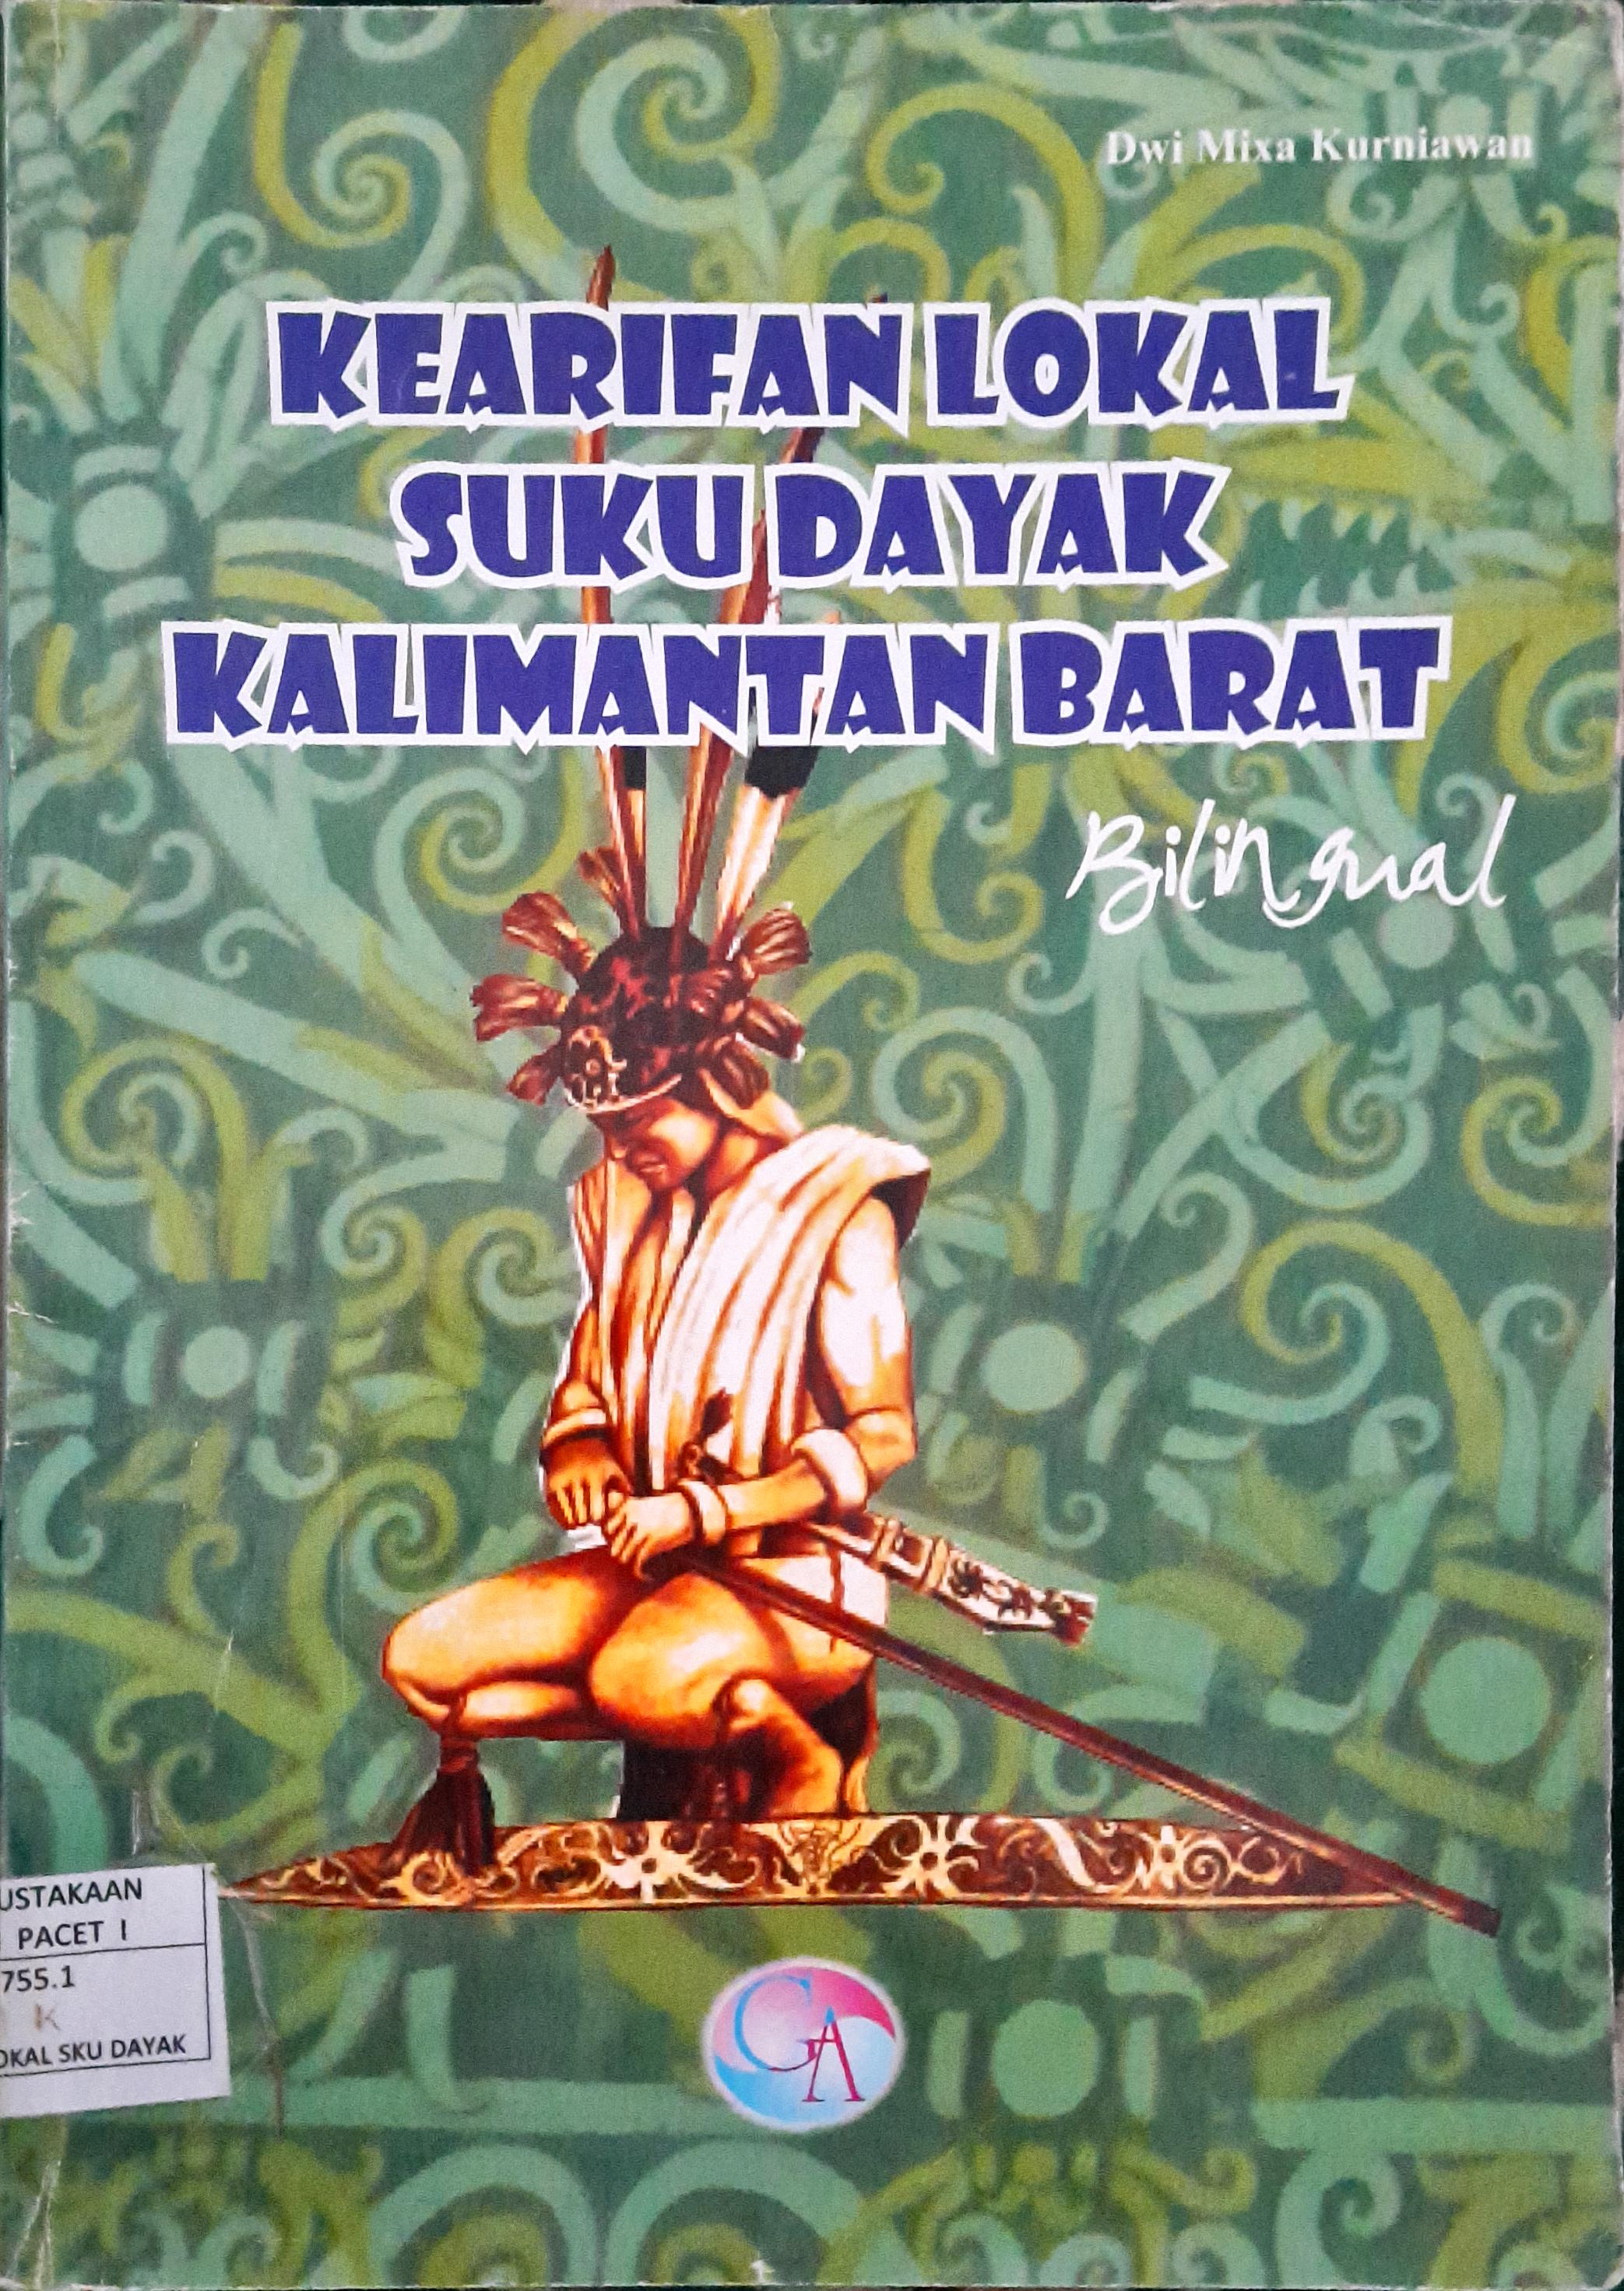 Dwi Mixa Kurniawan
KEARIFAN LOKAL
SUKU DAYAK
KALIMANTAN BARAT
Bilingual
USTAKAAN
PACET I
755.1
K
OKAL SKU DAYAK
GA